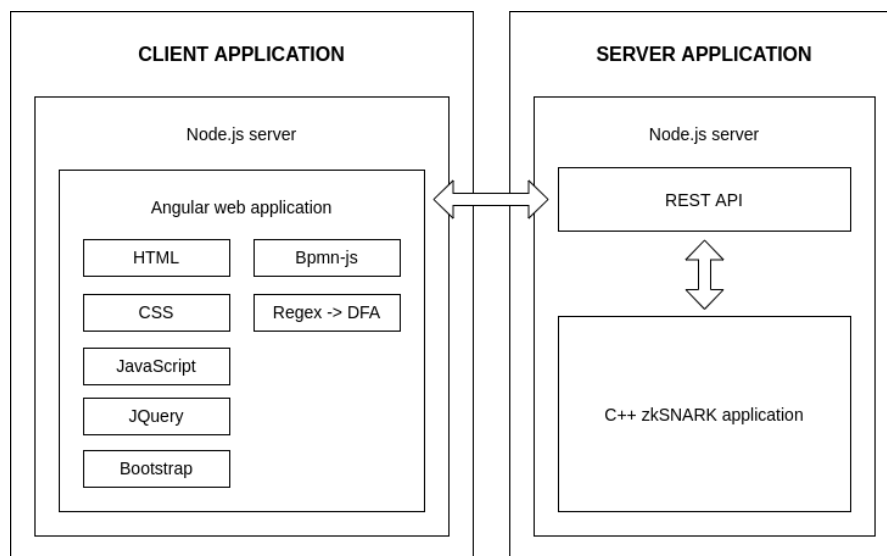 CLIENT APPLICATION
Node.js server
Angular web application
HTML
Bpmn-js
CSS
Regex -> DFA
JavaScript
JQuery
Bootstrap
SERVER APPLICATION
Node.js server
REST API
C++ zkSNARK application